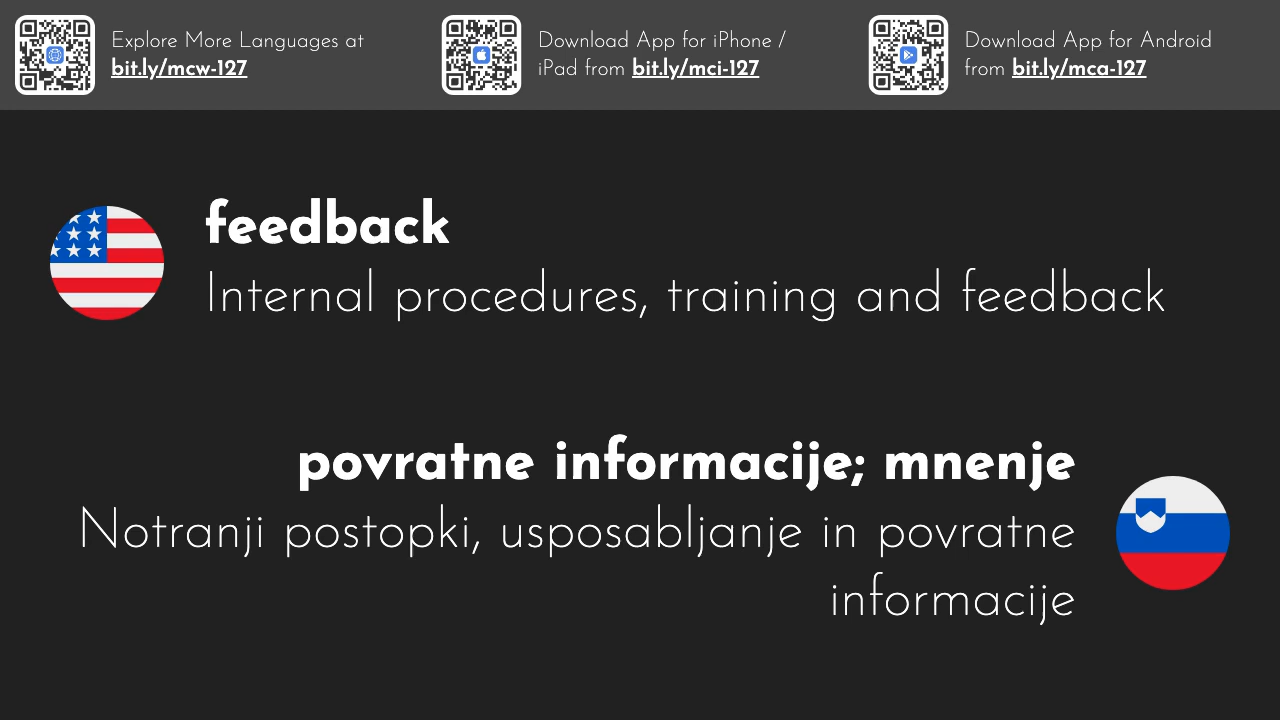 Explore More Languages at
bit.ly/mcw-127
Download App for iPhone /
iPad from bit.ly/mci-127
Download App for Android
from bit.ly/mca-127
feedback
Internal procedures, training and feedback
povratne informacije; mnenje
Notranji postopki, usposabljanje in povratne
informacije